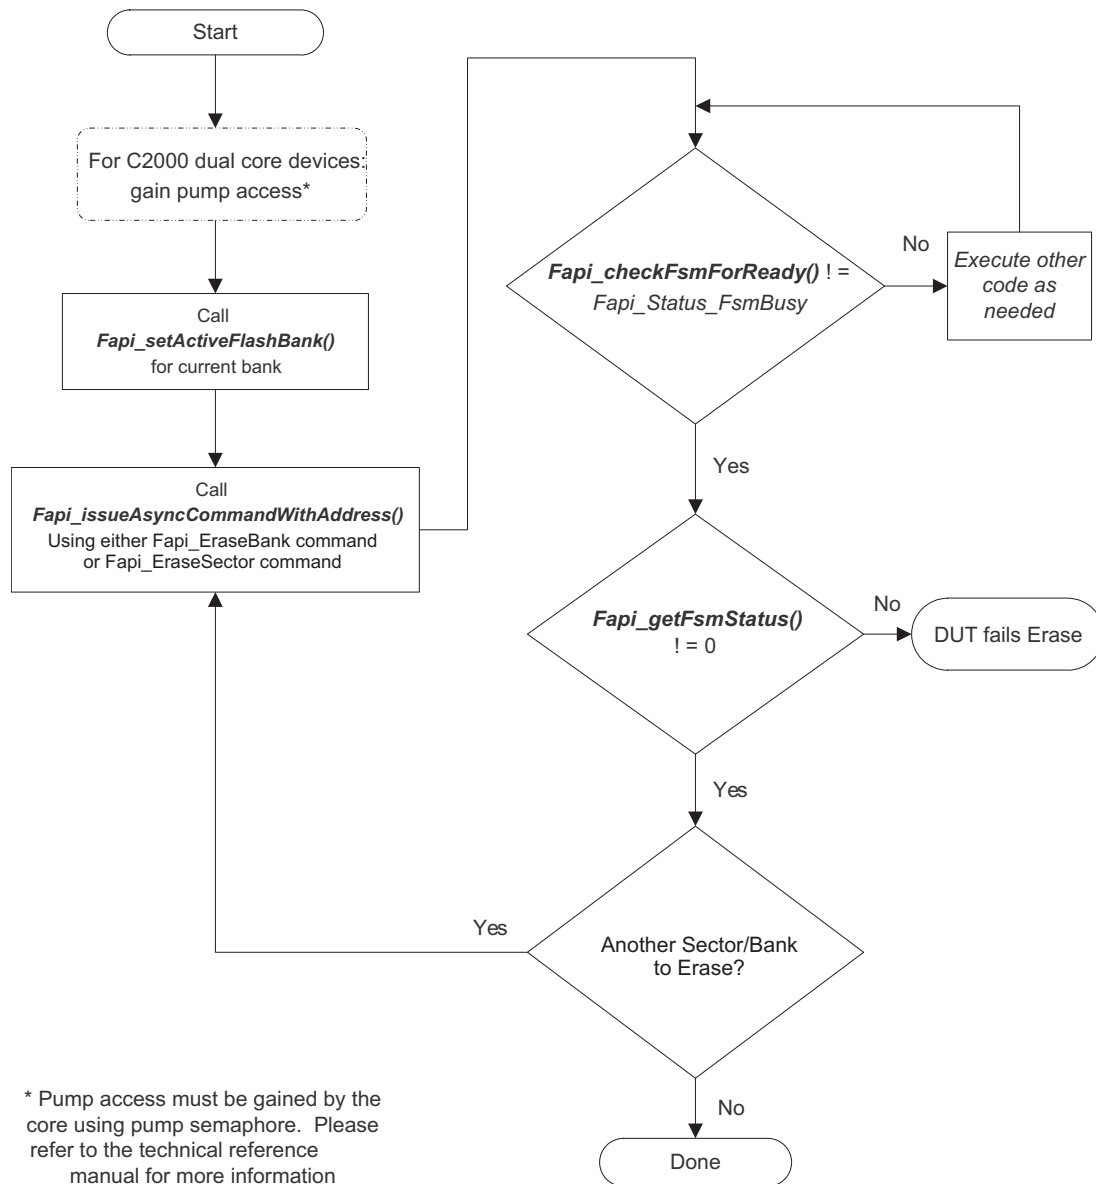 Start
For C2000 dual core devices:
gain pump access*
Call
Fapi_setActiveFlashBank()
for current bank
Call
Fapi_issueAsyncCommandWithAddress()
Using either Fapi_EraseBank command
or Fapi_EraseSector command
Fapi_checkFsmForReady() ! =
Fapi_Status_FsmBusy
No
Execute other
code as
needed
Yes
Fapi_getFsmStatus()
! = 0
No
DUT fails Erase
Yes
Another Sector/Bank
to Erase?
Yes
No
Done
* Pump access must be gained by the
core using pump semaphore. Please
refer to the technical reference
manual for more information